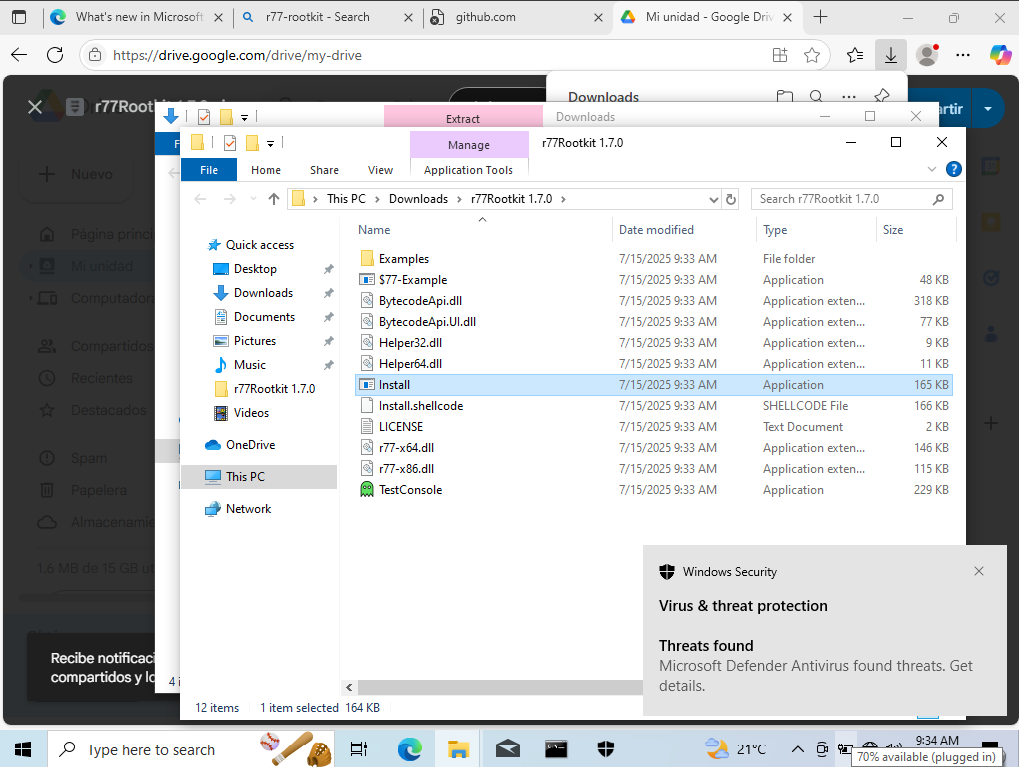 What's new in Microsoft
r77-rootkit - Search
github.com
Mi unidad - Google Driv
https://drive.google.com/drive/my-drive
Downloads
r77Root
Extract
Downloads
artir
Manage
r77Rootkit 1.7.0
F
File
Home
Share
View
Application Tools
This PC
Downloads
r77Rootkit 1.7.0
Search r77Rootkit 1.7.0
Nuevo
Página princi
Mi unidad
Computadora
Compartidos
Recientes
Destacados
Spam
Papelera
Almacenamie
1.6 MB de 15 GB ut
Quick access
Desktop
Downloads
Documents
Pictures
Music
r77Rootkit 1.7.0
Videos
OneDrive
This PC
Network
Name
Date modified
Type
Size
Examples
7/15/2025 9:33 AM
File folder
$77-Example
7/15/2025 9:33 AM
Application
48 KB
BytecodeApi.dll
7/15/2025 9:33 AM
Application exten...
318 KB
BytecodeApi.UI.dll
7/15/2025 9:33 AM
Application exten...
77 KB
Helper32.dll
7/15/2025 9:33 AM
Application exten...
9 KB
Helper64.dll
7/15/2025 9:33 AM
Application exten...
11 KB
Install
7/15/2025 9:33 AM
Application
165 KB
Install.shellcode
7/15/2025 9:33 AM
SHELLCODE File
166 KB
LICENSE
7/15/2025 9:33 AM
Text Document
2 KB
r77-x64.dll
7/15/2025 9:33 AM
Application exten...
146 KB
r77-x86.dll
7/15/2025 9:33 AM
Application exten...
115 KB
TestConsole
7/15/2025 9:33 AM
Application
229 KB
Recibe notificaci
compartidos y lo
4 i
12 items
1 item selected 164 KB
Windows Security
Virus & threat protection
Threats found
Microsoft Defender Antivirus found threats. Get
details.
Type here to search
21°C
9:34 AM
70% available (plugged in)